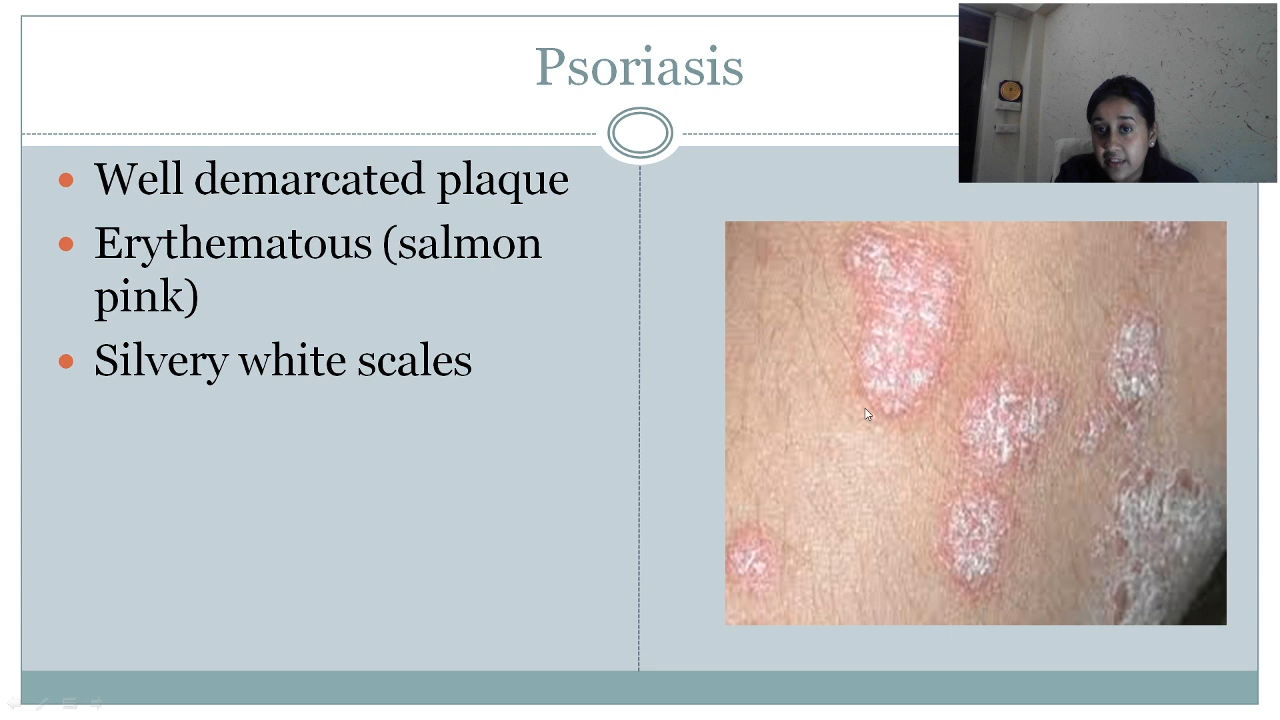 Psoriasis
Well demarcated plaque
Erythematous (salmon
pink)
Silvery white scales